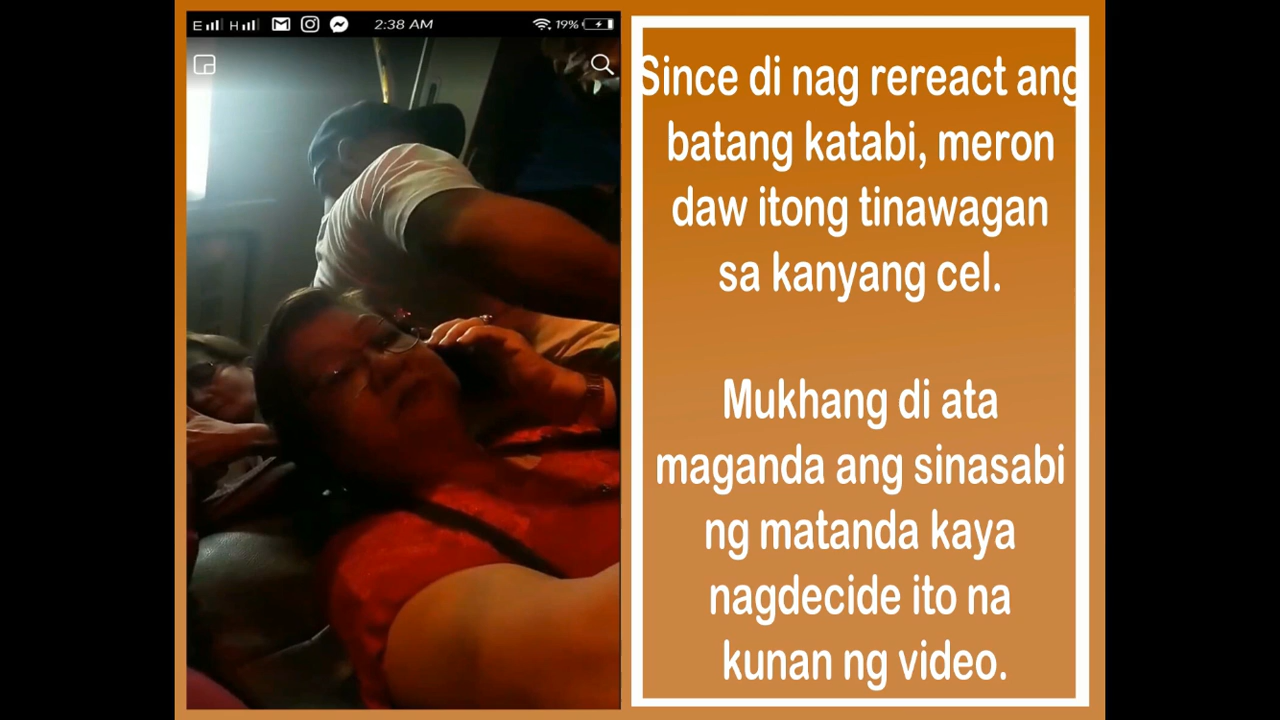 E H 2:38 AM 19%
Since di nag rereact ang
batang katabi, meron
daw itong tinawagan
sa kanyang cel.
Mukhang di ata
maganda ang sinasabi
ng matanda kaya
nagdecide ito na
kunan ng video.